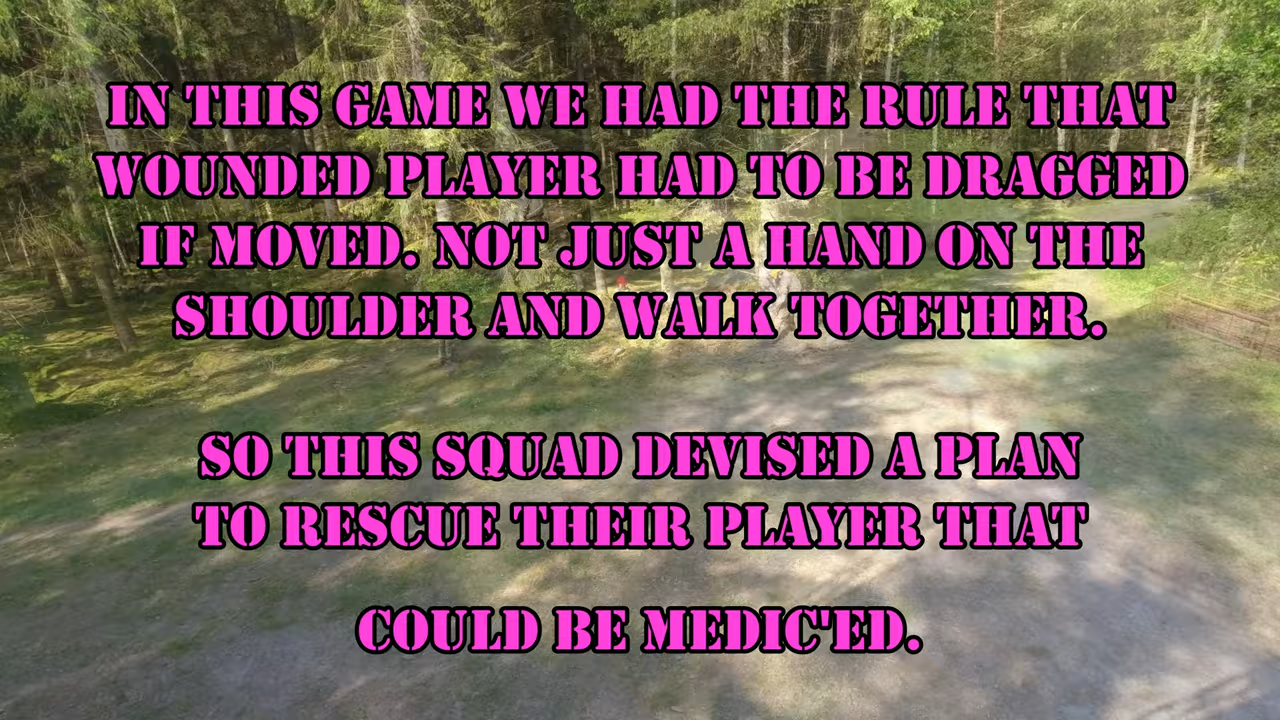 IN THIS GAME WE HAD THE RULE THAT
WOUNDED PLAYER HAD TO BE DRAGGED
IF MOVED. NOT JUST A HAND ON THE
SHOULDER AND WALK TOGETHER.
SO THIS SQUAD DEVISED A PLAN
TO RESCUE THEIR PLAYER THAT
COULD BE MEDIC'ED.